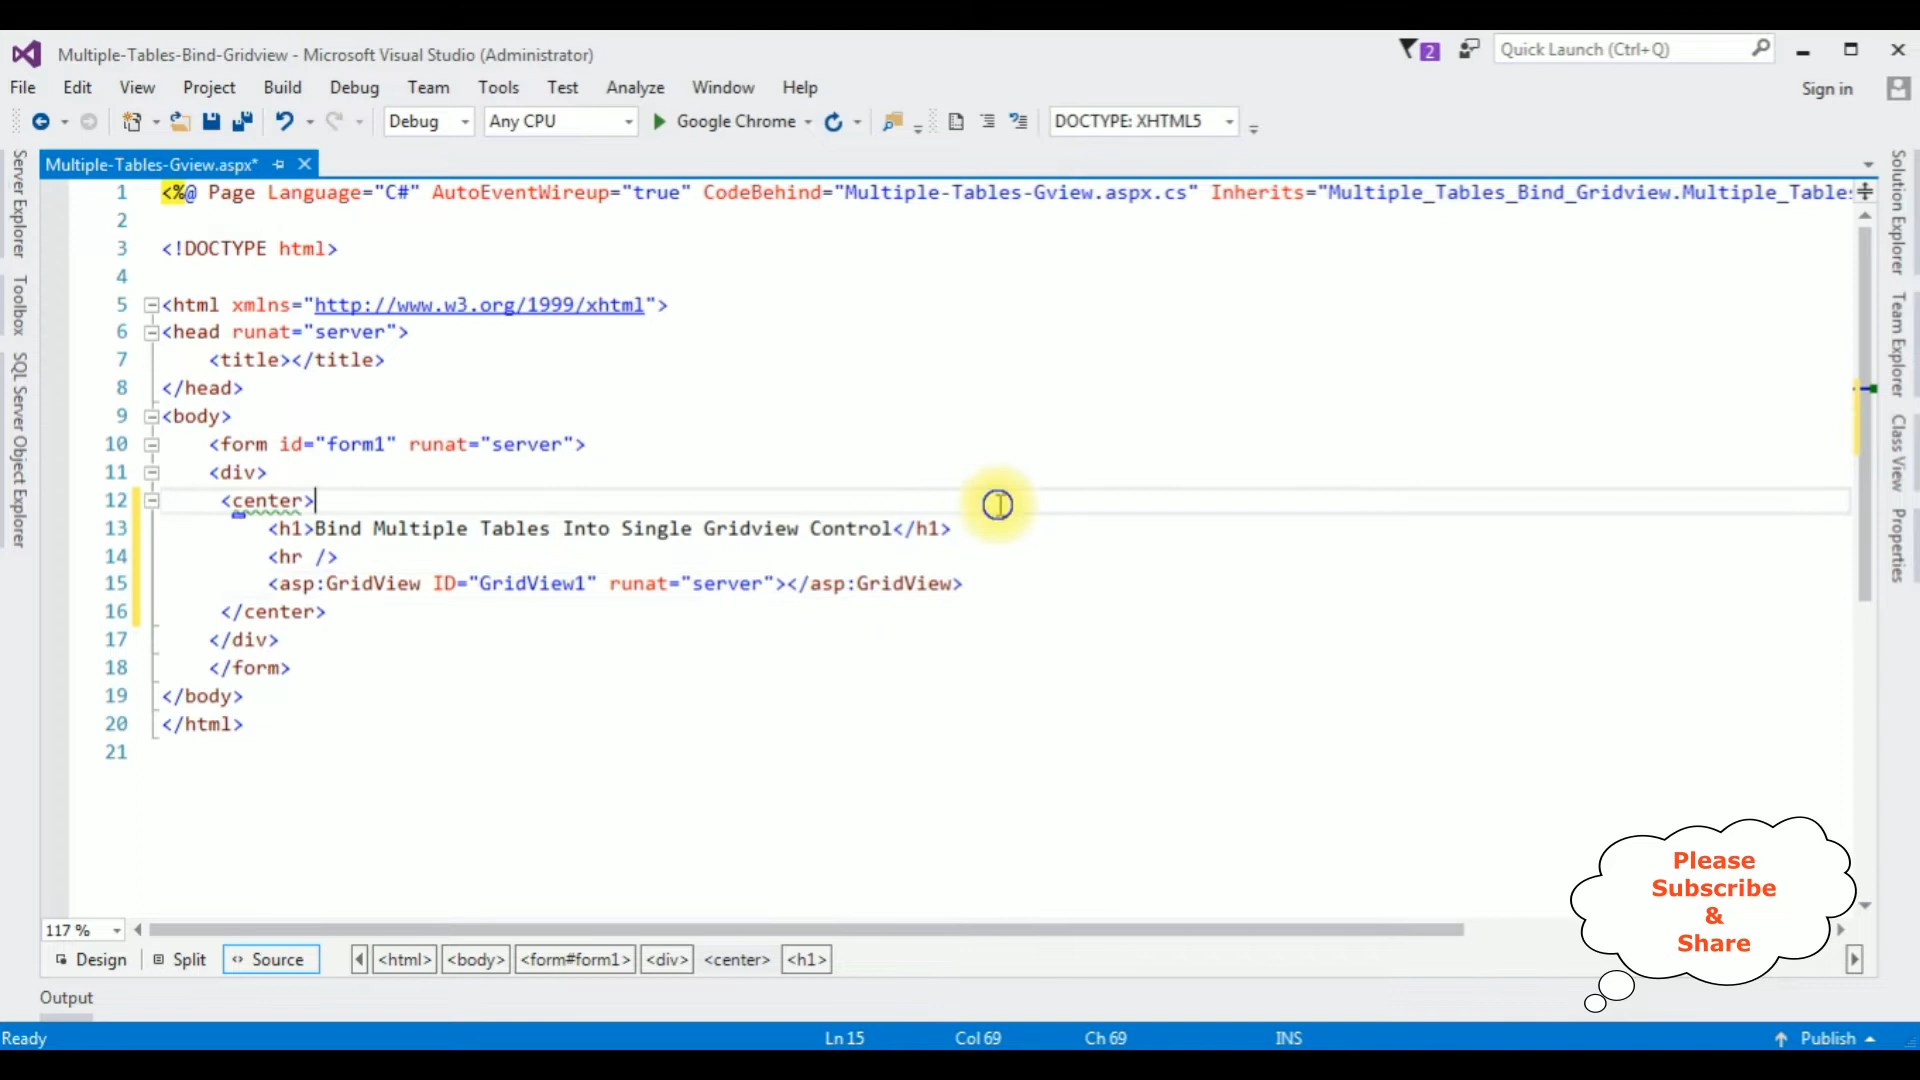 Multiple-Tables-Bind-Gridview - Microsoft Visual Studio (Administrator)
2
Quick Launch (Ctrl+Q)
File Edit View Project Build Debug Team Tools Test Analyze Window Help
Sign in
Debug Any CPU Google Chrome DOCTYPE: XHTML5
Multiple-Tables-Gview.aspx*
Server Explorer
Toolbox
SQL Server Object Explorer
1 <%@ Page Language="C#" AutoEventWireup="true" CodeBehind="Multiple-Tables-Gview.aspx.cs" Inherits="Multiple_Tables_Bind_Gridview.Multiple_Tables
2
3 <!DOCTYPE html>
4
5 <html xmlns="http://www.w3.org/1999/xhtml">
6 <head runat="server">
7 <title></title>
8 </head>
9 <body>
10 <form id="form1" runat="server">
11 <div>
12 <center>
13 <h1>Bind Multiple Tables Into Single Gridview Control</h1>
14 <hr />
15 <asp:GridView ID="GridView1" runat="server"></asp:GridView>
16 </center>
17 </div>
18 </form>
19 </body>
20 </html>
21
Solution Explorer
Team Explorer
Class View
Properties
Please
Subscribe
&
Share
117 %
Design Split Source <html> <body> <form#form1> <div> <center> <h1>
Output
Ready Ln 15 Col 69 Ch 69 INS Publish